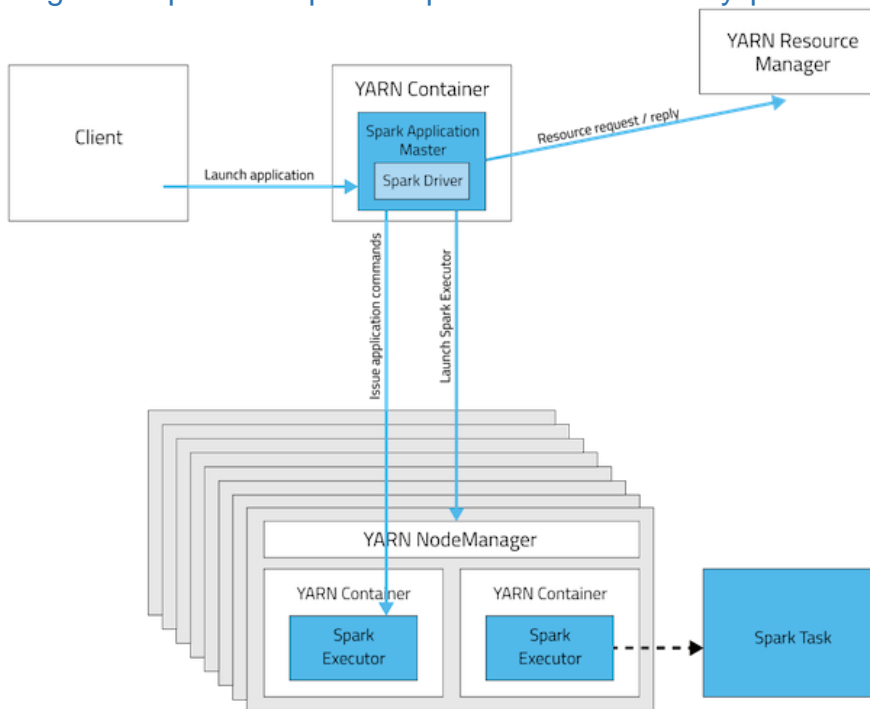 YARN Resource
Manager
YARN Container
Client
Spark Application
Master
Resource request / reply
Launch application
Spark Driver
Issue application commands
Launch Spark Executor
YARN NodeManager
YARN Container
YARN Container
Spark
Executor
Spark
Executor
Spark Task